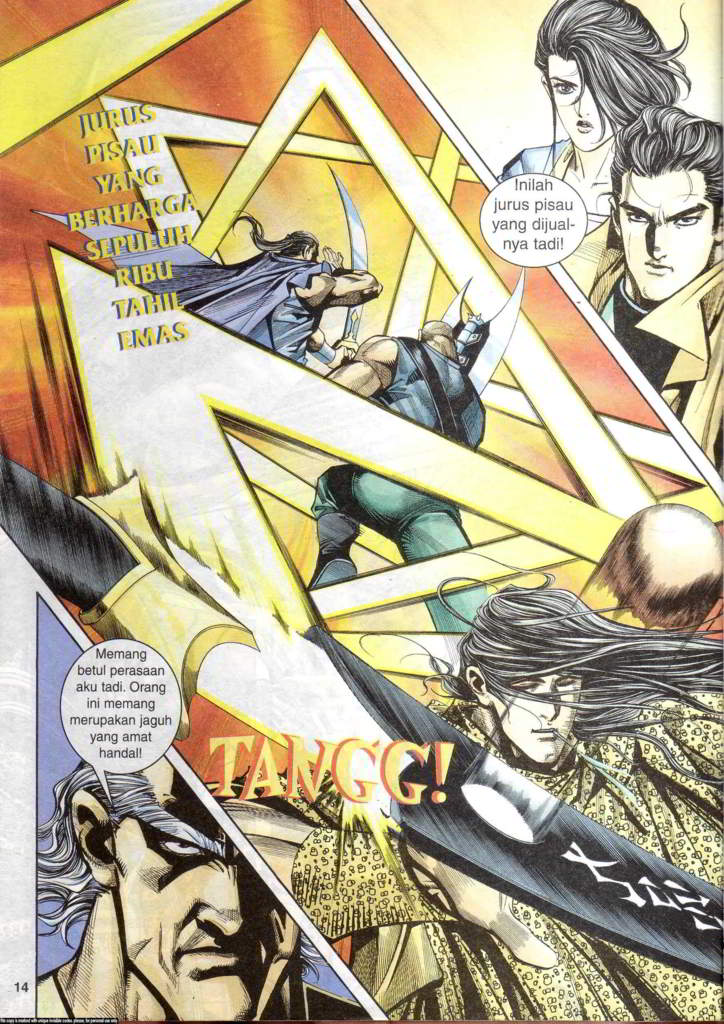 JURUS
PISAU
YANG
BERHARGA
SEPULUH
RIBU
TAHIL
EMAS
Inilah
jurus pisau
yang dijual-
nya tadi!
Memang
betul perasaan
aku tadi. Orang
ini memang
merupakan jaguh
yang amat
handal!
TANGG!
14